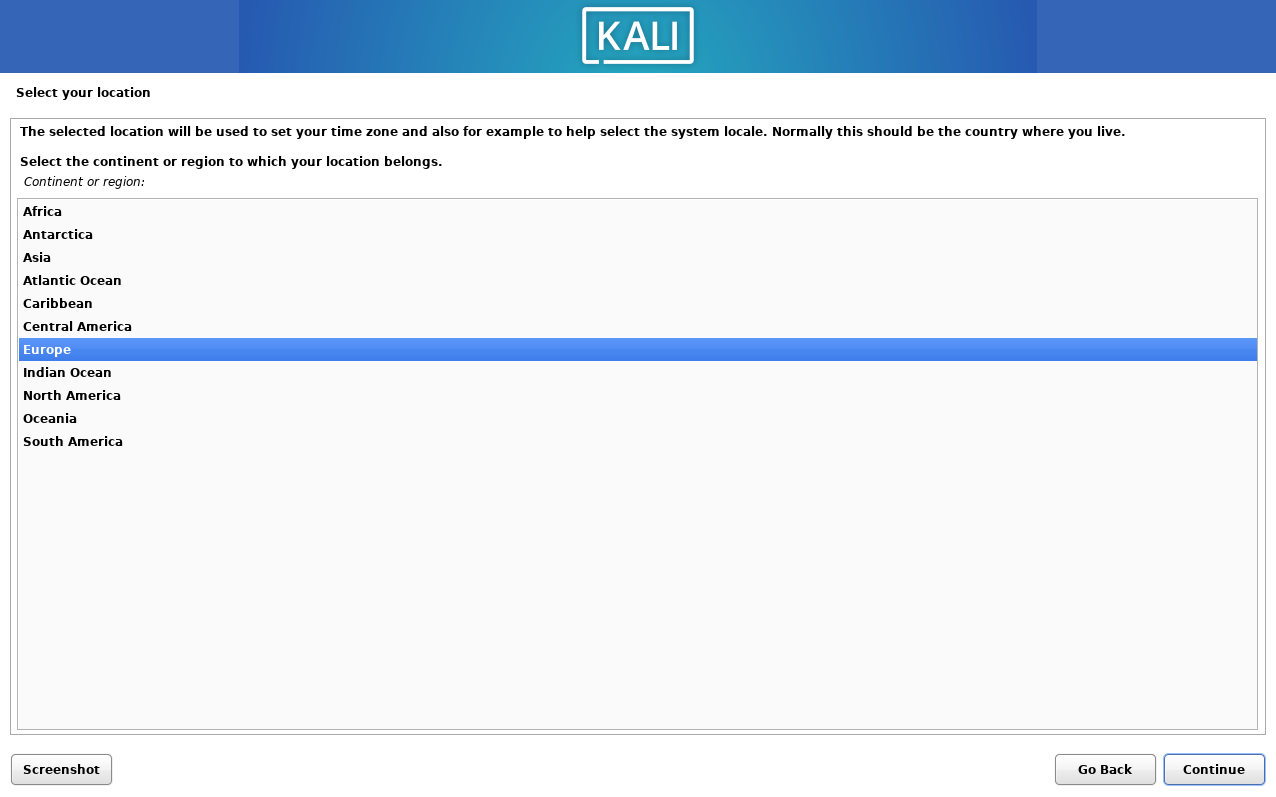 KALI
Select your location
The selected location will be used to set your time zone and also for example to help select the system locale. Normally this should be the country where you live.
Select the continent or region to which your location belongs.
Continent or region:
Africa
Antarctica
Asia
Atlantic Ocean
Caribbean
Central America
Europe
Indian Ocean
North America
Oceania
South America
Screenshot
Go Back
Continue